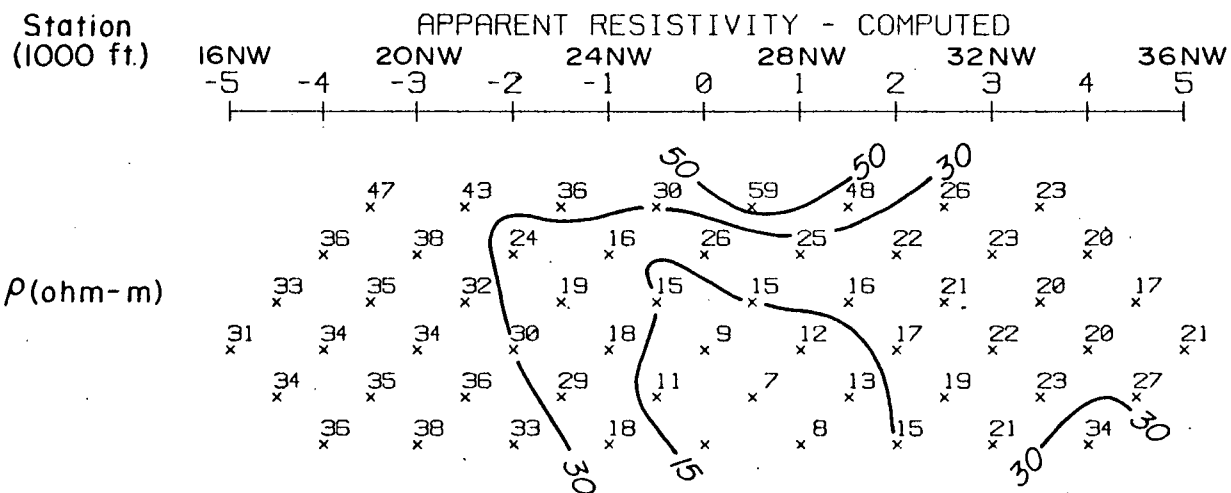 Station APPARENT RESISTIVITY - COMPUTED
(1000 ft.) 16NW 20NW 24NW 28NW 32NW 36NW
-5 -4 -3 -2 -1 0 1 2 3 4 5
50 50 30
47 43 36 30 59 48 26 23
36 38 24 16 26 25 22 23 20
ρ(ohm-m) 33 35 32 19 15 15 16 21 20 17
31 34 34 30 18 9 12 17 22 20 21
34 35 36 29 11 7 13 19 23 27
36 38 33 18 8 15 21 34
30 15 30 30